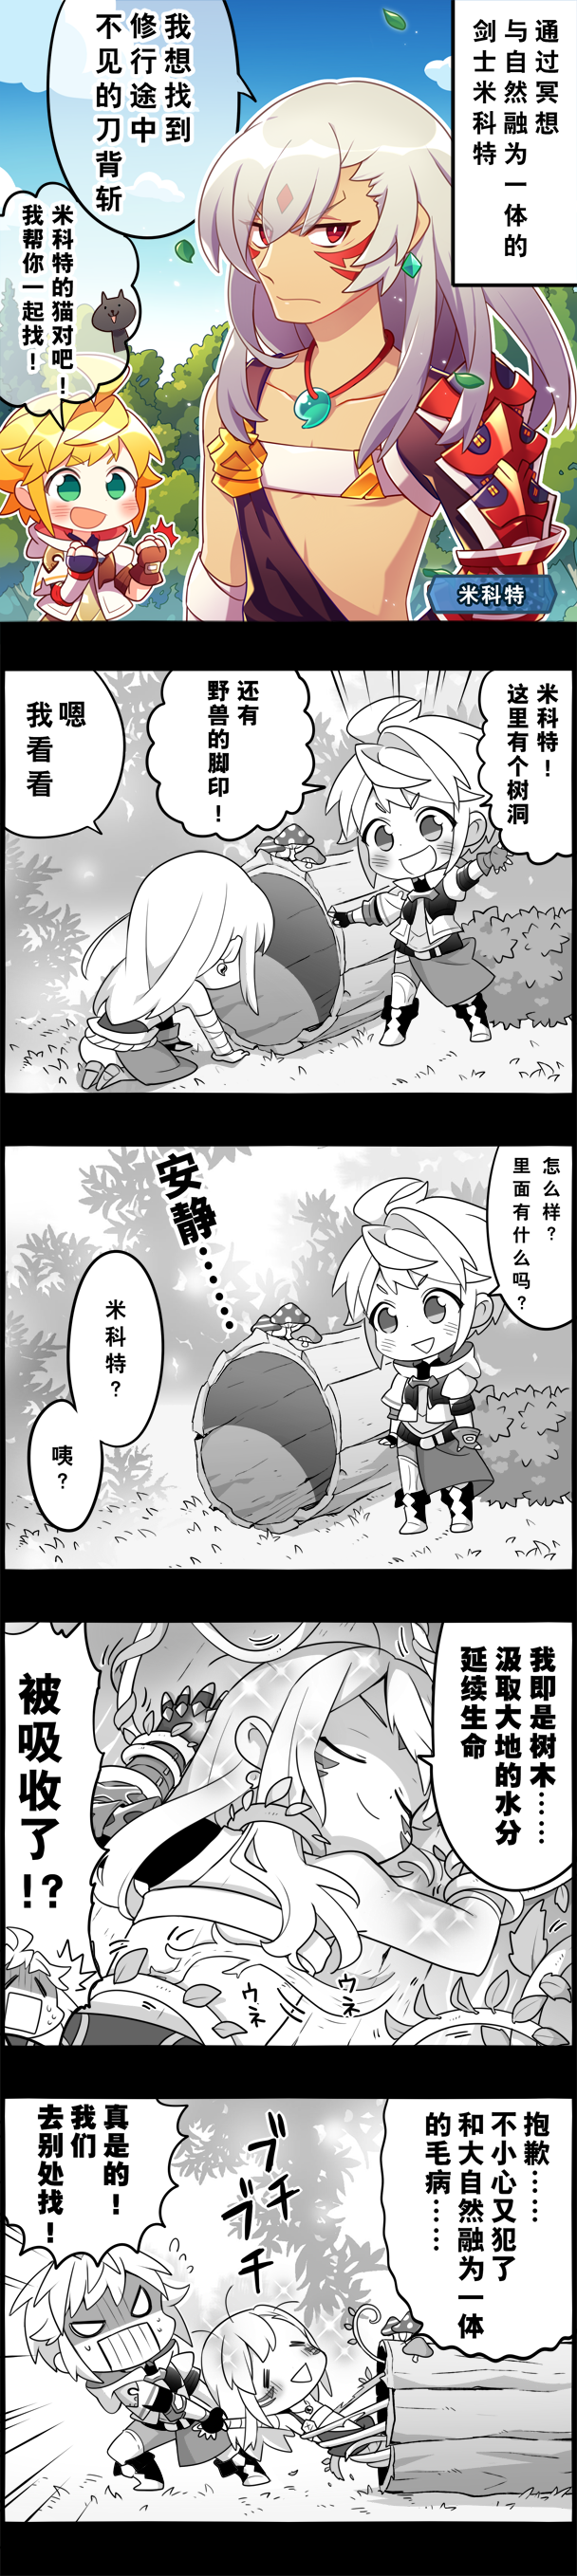 通过冥想
与自然融为一体的
剑士米科特
我想找到
修行途中
不见的刀背斩
米科特的猫对吧！
我帮你一起找！
米科特
米科特！
这里有个树洞
还有
野兽的脚印！
嗯
我看看
怎么样？
里面有什么吗？
安静……
米科特？
咦？
我即是树木……
汲取大地的水分
延续生命
被吸收了!?
ウネ
ウネ
抱歉……
不小心又犯了
和大自然融为一体
的毛病……
ブチ
ブチ
真是的！
我们
去别处找！